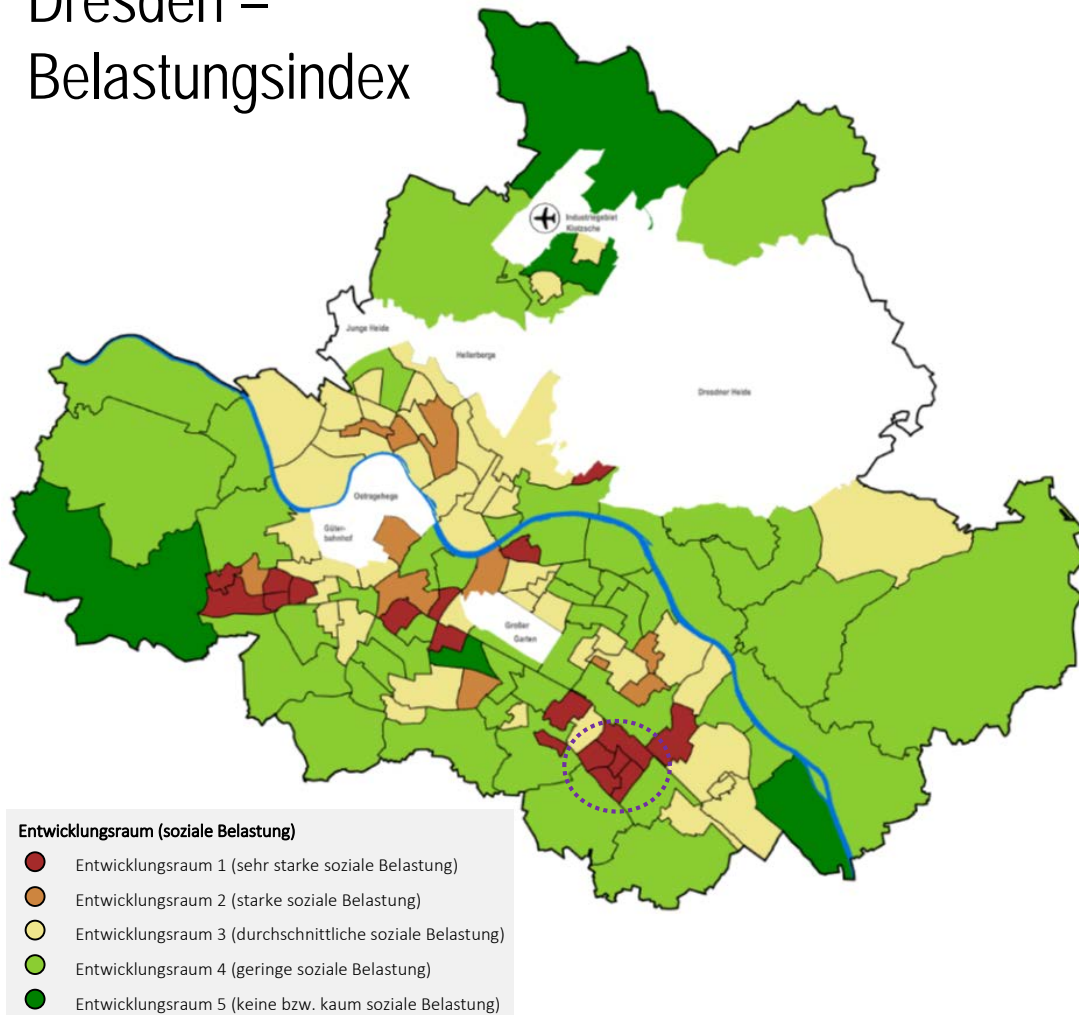 Dresden –
Belastungsindex
Industriegebiet
Klotzsche
Junge Heide
Hellerberge
Dresdner Heide
Ostragehege
Güter-
bahnhof
Großer
Garten
Entwicklungsraum (soziale Belastung)
Entwicklungsraum 1 (sehr starke soziale Belastung)
Entwicklungsraum 2 (starke soziale Belastung)
Entwicklungsraum 3 (durchschnittliche soziale Belastung)
Entwicklungsraum 4 (geringe soziale Belastung)
Entwicklungsraum 5 (keine bzw. kaum soziale Belastung)